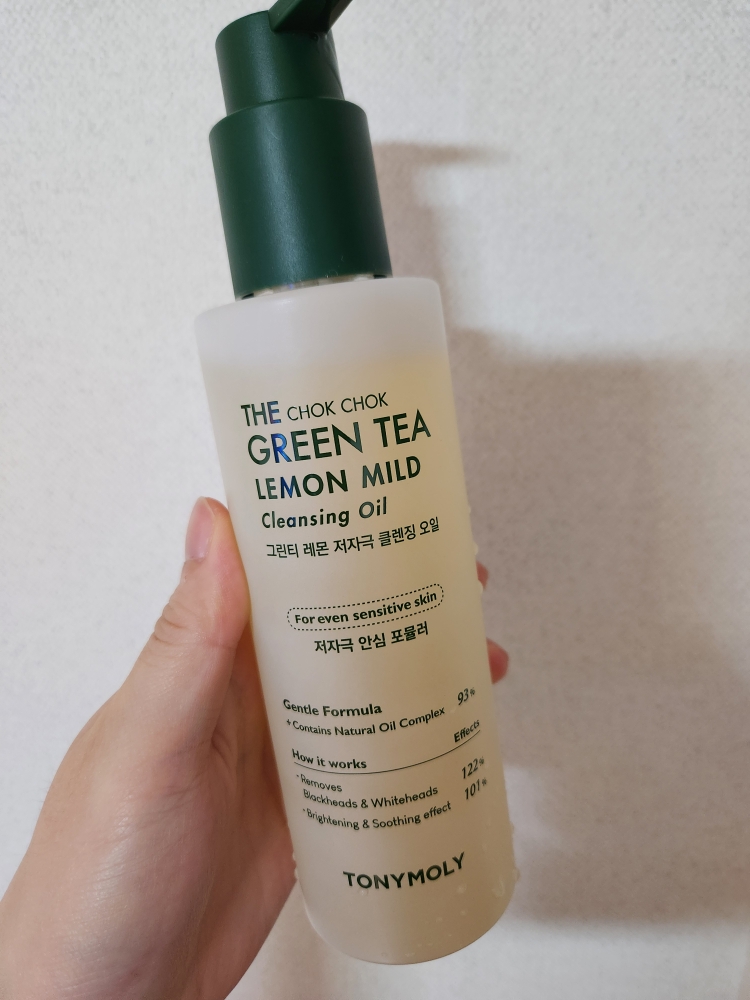 THE CHOK CHOK
GREEN TEA
LEMON MILD
Cleansing Oil
그린티 레몬 저자극 클렌징 오일
For even sensitive skin
저자극 안심 포뮬러
Gentle Formula
+ Contains Natural Oil Complex 93%
How it works Effects
- Removes
Blackheads & Whiteheads 122%
- Brightening & Soothing effect 101%
TONYMOLY